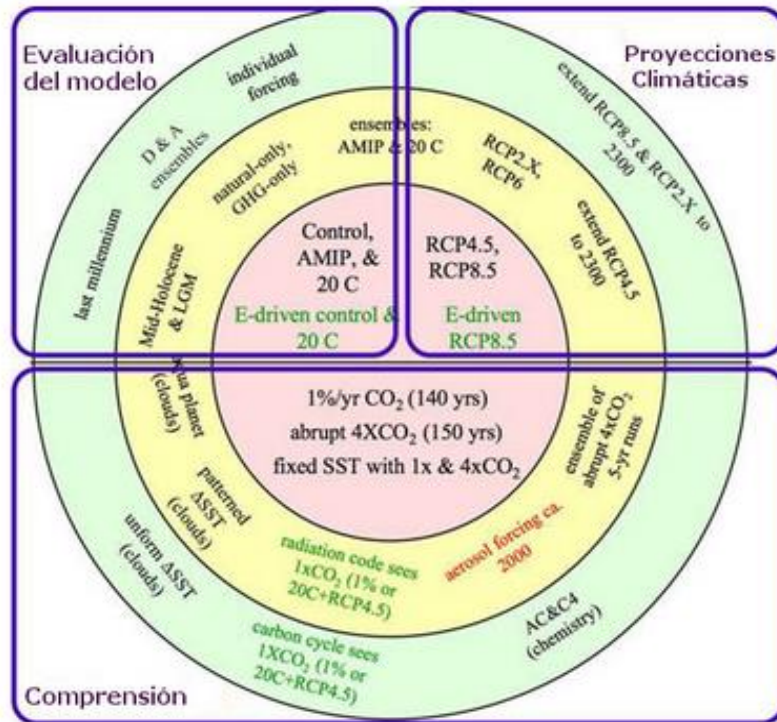 Evaluación
del modelo
individual
forcing
D & A
ensembles
last millennium
natural-only,
GHG-only
Mid-Holocene
& LGM
ensembles:
AMIP & 20 C
Control,
AMIP, &
20 C
E-driven control &
20 C
Proyecciones
Climáticas
extend RCP8.5 & RCP2.X to
2300
RCP2.X,
RCP6
extend RCP4.5
to 2300
RCP4.5,
RCP8.5
E-driven
RCP8.5
1%/yr CO₂ (140 yrs)
abrupt 4XCO₂ (150 yrs)
fixed SST with 1x & 4xCO₂
aqua planet
(clouds)
patterned
ΔSST
(clouds)
uniform ΔSST
(clouds)
radiation code sees
1xCO₂ (1% or
20C+RCP4.5)
carbon cycle sees
1XCO₂ (1% or
20C+RCP4.5)
aerosol forcing ca.
2000
ensemble of
abrupt 4xCO₂
5-yr runs
AC&C4
(chemistry)
Comprensión